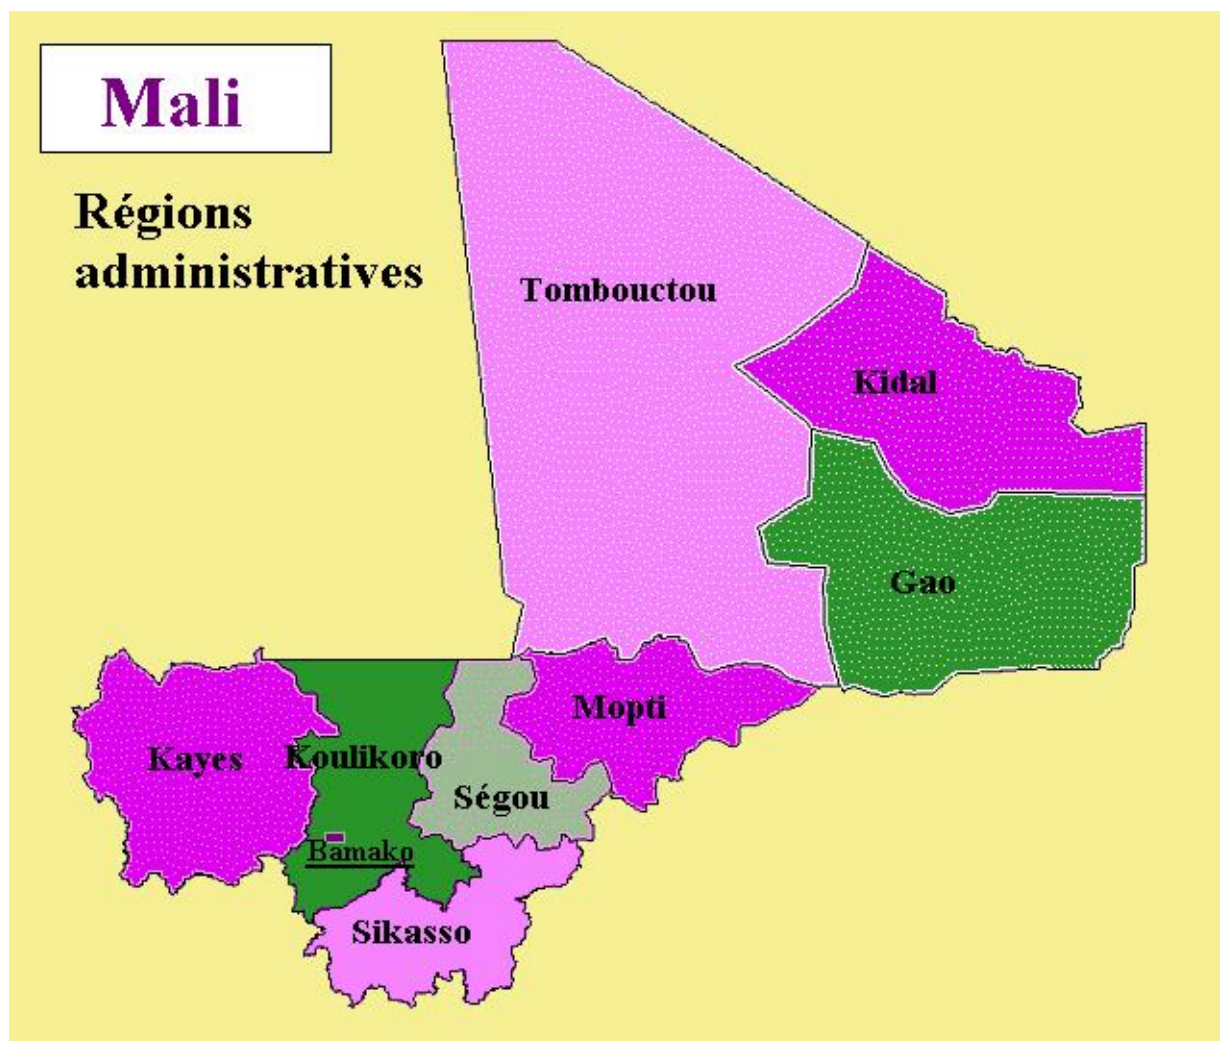 Mali
Régions
administratives
Tombouctou
Kidal
Gao
Mopti
Kayes
Koulikoro
Ségou
Bamako
Sikasso